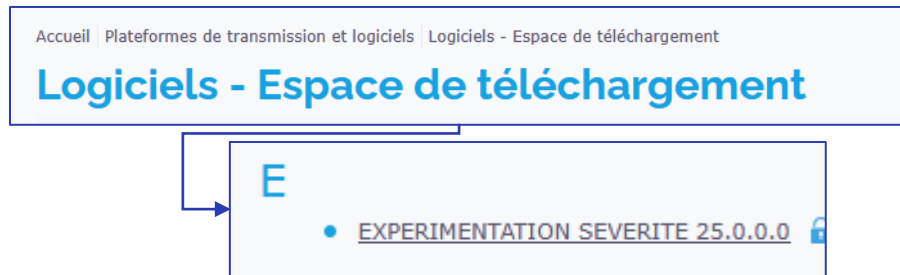 Accueil Plateformes de transmission et logiciels Logiciels - Espace de téléchargement
Logiciels - Espace de téléchargement
E
EXPERIMENTATION SEVERITE 25.0.0.0